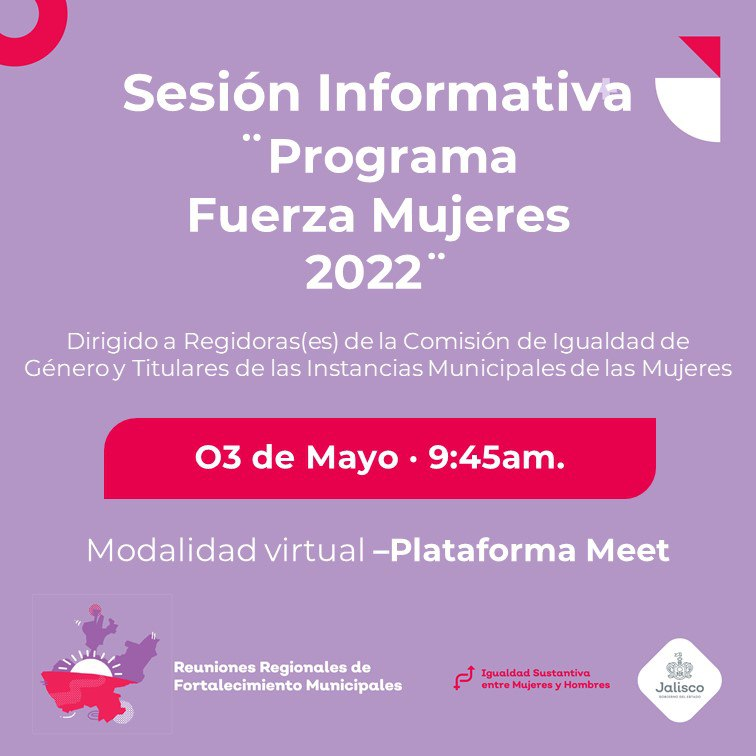 Sesión Informativa
¨Programa
Fuerza Mujeres
2022¨
Dirigido a Regidoras(es) de la Comisión de Igualdad de
Género y Titulares de las Instancias Municipales de las Mujeres
O3 de Mayo · 9:45am.
Modalidad virtual –Plataforma Meet
Reuniones Regionales de
Fortalecimiento Municipales
Igualdad Sustantiva
entre Mujeres y Hombres
Jalisco
GOBIERNO DEL ESTADO